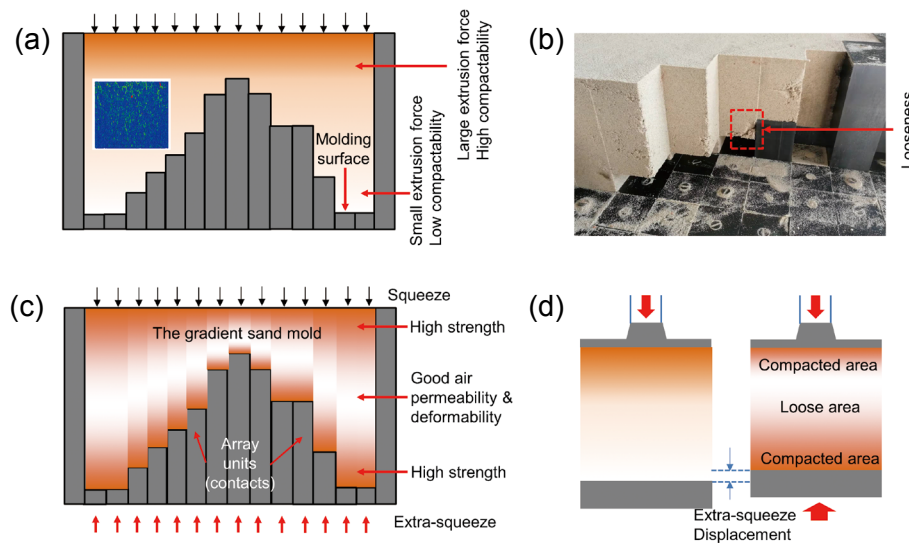 (a)
Large extrusion force
High compactability
Small extrusion force
Low compactability
Molding
surface
(b)
Looseness
(c)
Squeeze
The gradient sand mold
High strength
Good air
permeability &
deformability
Array
units
(contacts)
High strength
Extra-squeeze
(d)
Compacted area
Loose area
Compacted area
Extra-squeeze
Displacement